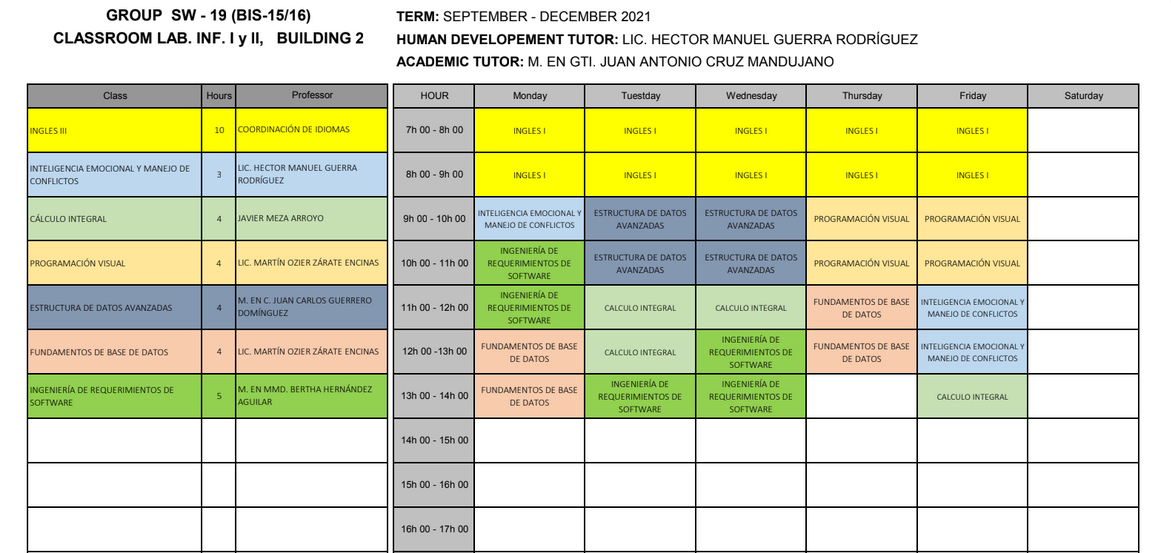 GROUP SW - 19 (BIS-15/16)
CLASSROOM LAB. INF. I y II, BUILDING 2
TERM: SEPTEMBER - DECEMBER 2021
HUMAN DEVELOPEMENT TUTOR: LIC. HECTOR MANUEL GUERRA RODRÍGUEZ
ACADEMIC TUTOR: M. EN GTI. JUAN ANTONIO CRUZ MANDUJANO
Class Hours Professor
INGLES III 10 COORDINACIÓN DE IDIOMAS
INTELIGENCIA EMOCIONAL Y MANEJO DE
CONFLICTOS
3
LIC. HECTOR MANUEL GUERRA
RODRÍGUEZ
CÁLCULO INTEGRAL 4 JAVIER MEZA ARROYO
PROGRAMACIÓN VISUAL 4 LIC. MARTÍN OZIER ZÁRATE ENCINAS
ESTRUCTURA DE DATOS AVANZADAS 4
M. EN C. JUAN CARLOS GUERRERO
DOMÍNGUEZ
FUNDAMENTOS DE BASE DE DATOS 4 LIC. MARTÍN OZIER ZÁRATE ENCINAS
INGENIERÍA DE REQUERIMIENTOS DE
SOFTWARE
5
M. EN MMD. BERTHA HERNÁNDEZ
AGUILAR
HOUR Monday Tuesday Wednesday Thursday Friday Saturday
7h 00 - 8h 00 INGLES I INGLES I INGLES I INGLES I INGLES I
8h 00 - 9h 00 INGLES I INGLES I INGLES I INGLES I INGLES I
9h 00 - 10h 00
INTELIGENCIA EMOCIONAL Y
MANEJO DE CONFLICTOS
ESTRUCTURA DE DATOS
AVANZADAS
ESTRUCTURA DE DATOS
AVANZADAS
PROGRAMACIÓN VISUAL
PROGRAMACIÓN VISUAL
10h 00 - 11h 00
INGENIERÍA DE
REQUERIMIENTOS DE
SOFTWARE
ESTRUCTURA DE DATOS
AVANZADAS
ESTRUCTURA DE DATOS
AVANZADAS
PROGRAMACIÓN VISUAL
PROGRAMACIÓN VISUAL
11h 00 - 12h 00
INGENIERÍA DE
REQUERIMIENTOS DE
SOFTWARE
CALCULO INTEGRAL
CALCULO INTEGRAL
FUNDAMENTOS DE BASE
DE DATOS
INTELIGENCIA EMOCIONAL Y
MANEJO DE CONFLICTOS
12h 00 -13h 00
FUNDAMENTOS DE BASE
DE DATOS
CALCULO INTEGRAL
INGENIERÍA DE
REQUERIMIENTOS DE
SOFTWARE
FUNDAMENTOS DE BASE
DE DATOS
INTELIGENCIA EMOCIONAL Y
MANEJO DE CONFLICTOS
13h 00 - 14h 00
FUNDAMENTOS DE BASE
DE DATOS
INGENIERÍA DE
REQUERIMIENTOS DE
SOFTWARE
INGENIERÍA DE
REQUERIMIENTOS DE
SOFTWARE
CALCULO INTEGRAL
14h 00 - 15h 00
15h 00 - 16h 00
16h 00 - 17h 00